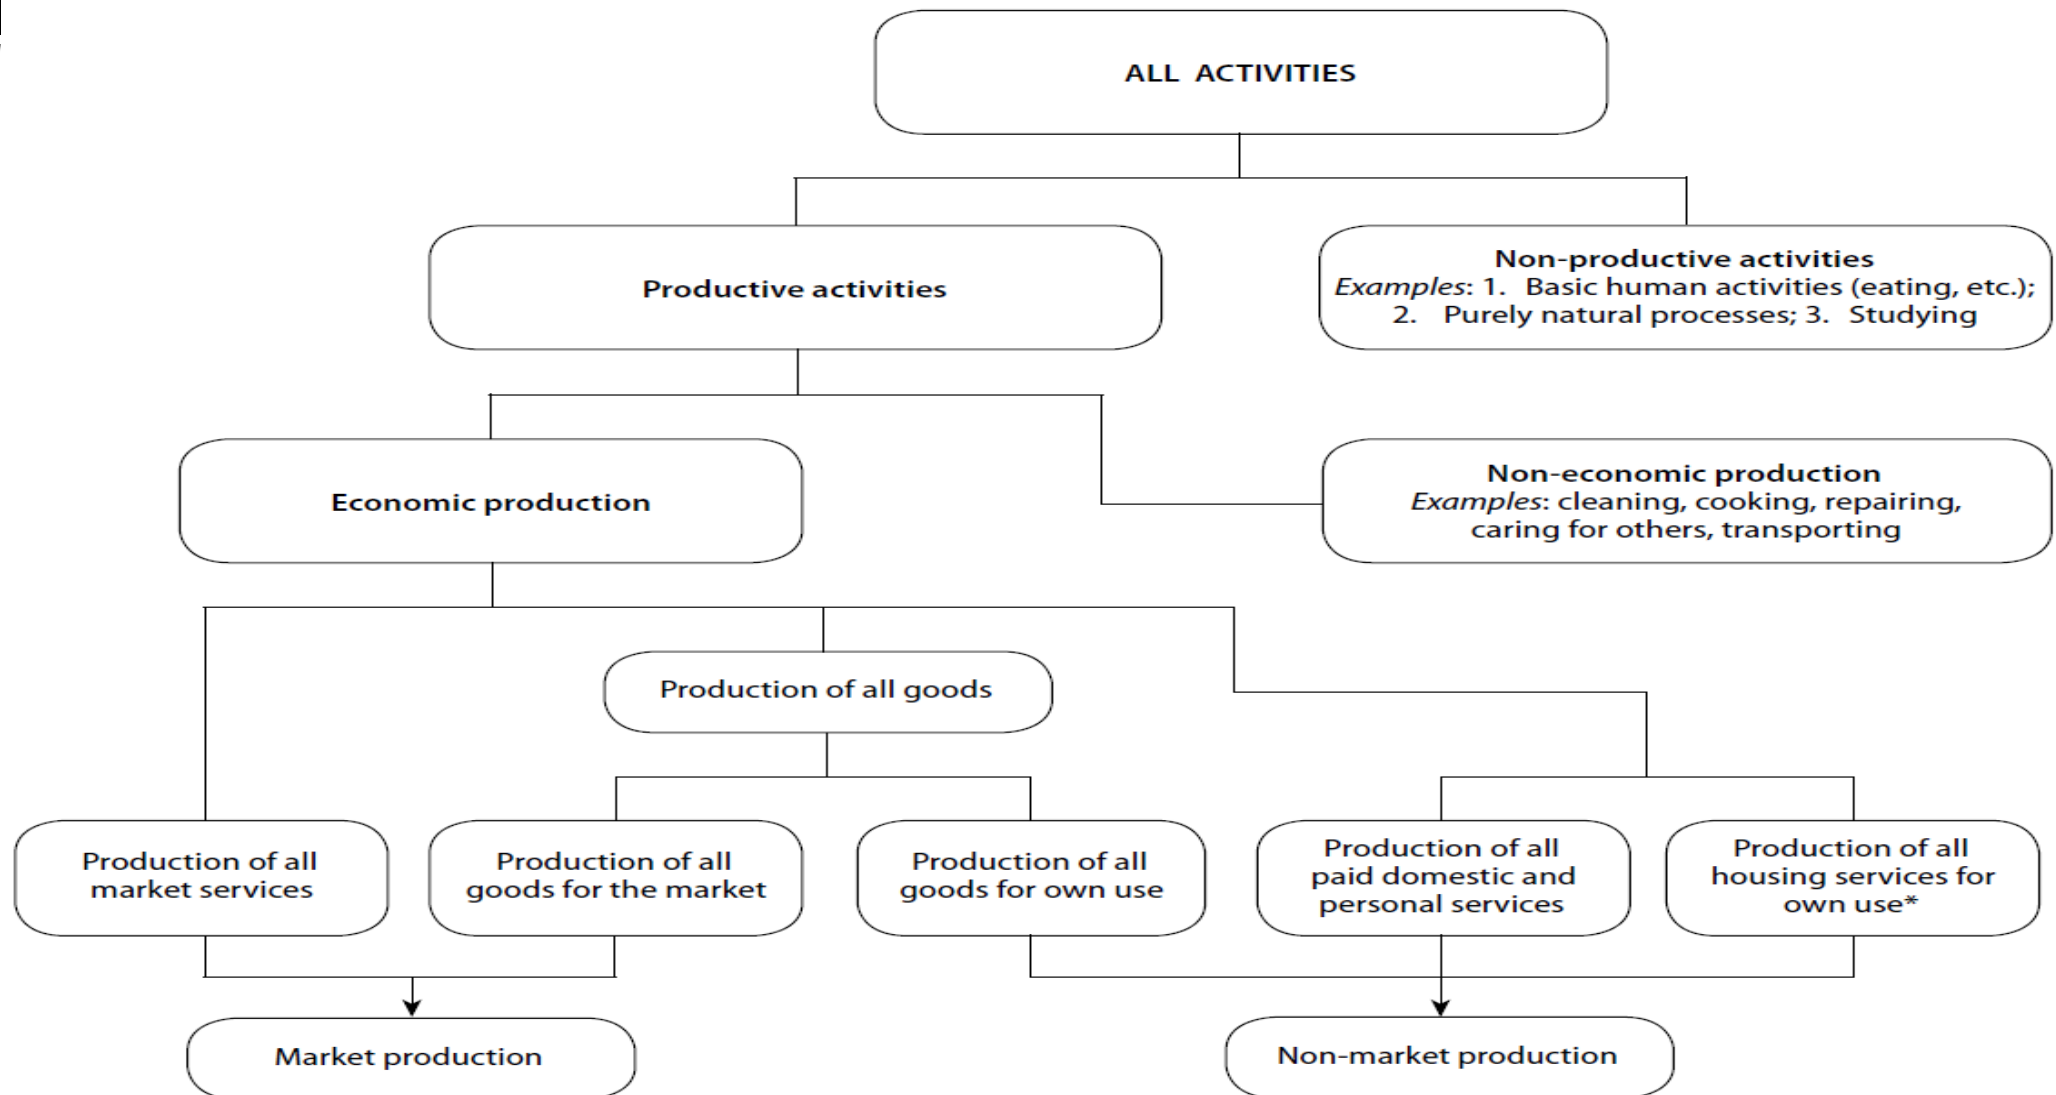 ALL ACTIVITIES
Productive activities
Non-productive activities
Examples: 1. Basic human activities (eating, etc.);
2. Purely natural processes; 3. Studying
Economic production
Non-economic production
Examples: cleaning, cooking, repairing,
caring for others, transporting
Production of all goods
Production of all
market services
Production of all
goods for the market
Production of all
goods for own use
Production of all
paid domestic and
personal services
Production of all
housing services for
own use*
Market production
Non-market production